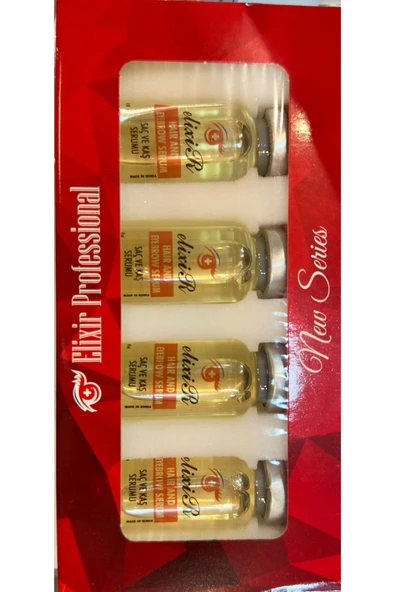 Elixir Professional
New Series
elixiR
HAIR AND
EYEBROW SERUM
SAÇ VE KAŞ
SERUMU
elixiR
HAIR AND
EYEBROW SERUM
SAÇ VE KAŞ
SERUMU
elixiR
HAIR AND
EYEBROW SERUM
SAÇ VE KAŞ
SERUMU
elixiR
HAIR AND
EYEBROW SERUM
SAÇ VE KAŞ
SERUMU